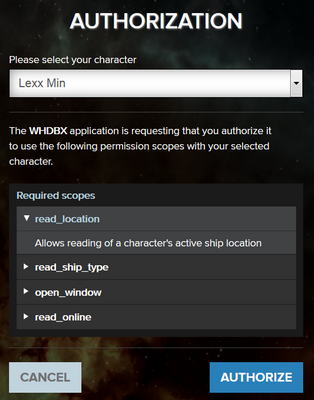 AUTHORIZATION
Please select your character
Lexx Min
The WHDBX application is requesting that you authorize it
to use the following permission scopes with your selected
character.
Required scopes
read_location
Allows reading of a character's active ship location
read_ship_type
open_window
read_online
CANCEL
AUTHORIZE